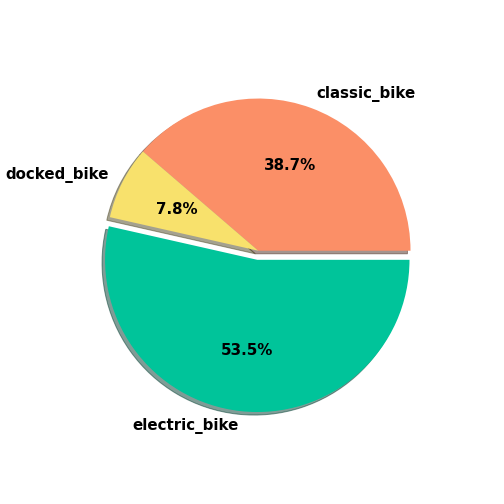 classic_bike
38.7%
docked_bike
7.8%
53.5%
electric_bike